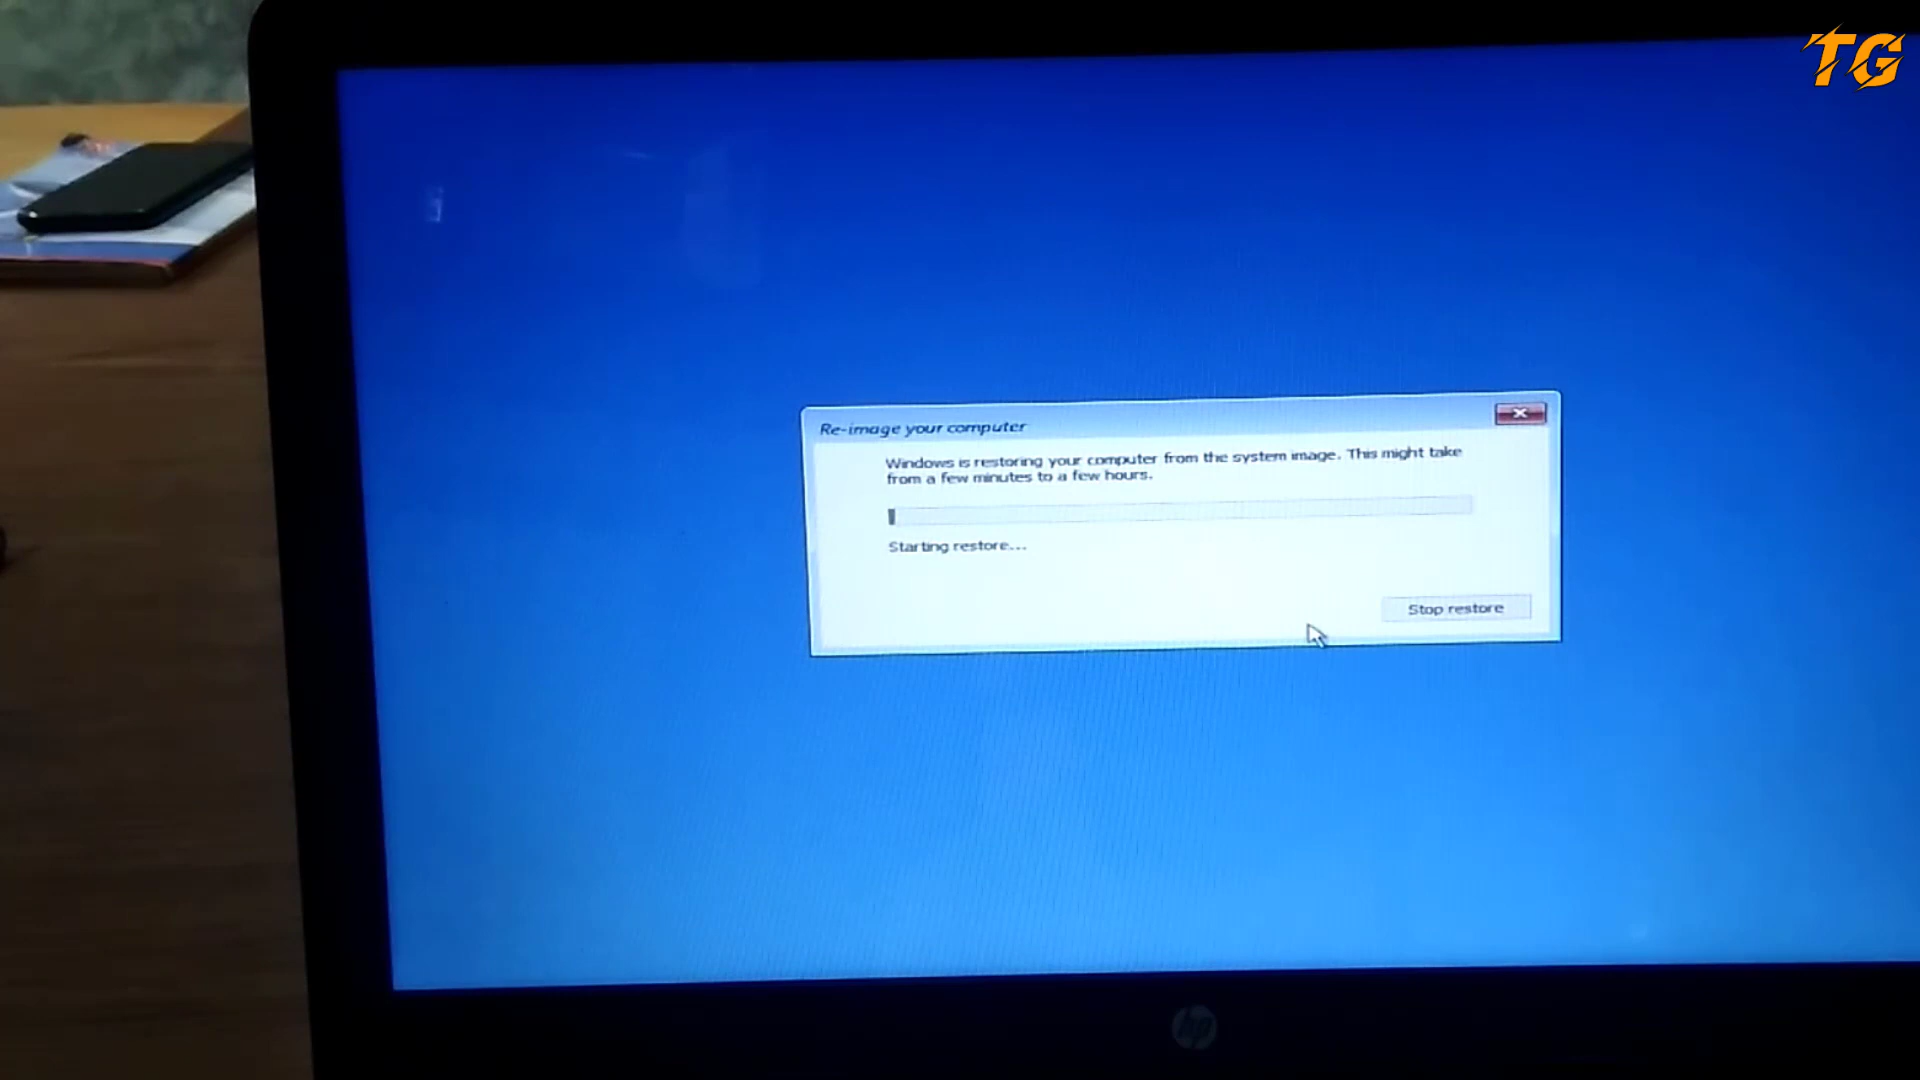 TG
Re-image your computer
Windows is restoring your computer from the system image. This might take
from a few minutes to a few hours.
Starting restore...
Stop restore
hp